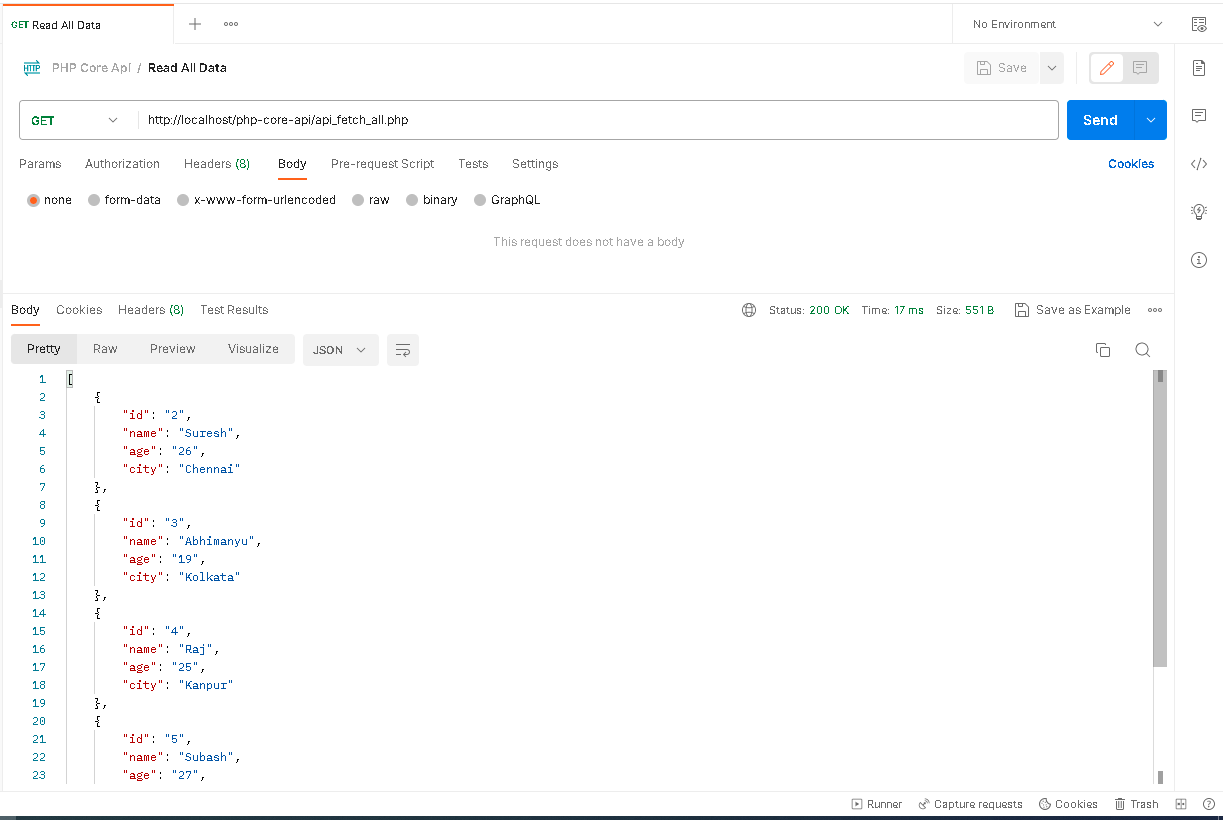 GET Read All Data
No Environment
HTTP PHP Core Api / Read All Data
Save
GET http://localhost/php-core-api/api_fetch_all.php
Send
Params Authorization Headers (8) Body Pre-request Script Tests Settings Cookies
none form-data x-www-form-urlencoded raw binary GraphQL
This request does not have a body
Body Cookies Headers (8) Test Results Status: 200 OK Time: 17 ms Size: 551 B Save as Example
Pretty Raw Preview Visualize JSON
1 [
2 {
3 "id": "2",
4 "name": "Suresh",
5 "age": "26",
6 "city": "Chennai"
7 },
8 {
9 "id": "3",
10 "name": "Abhimanyu",
11 "age": "19",
12 "city": "Kolkata"
13 },
14 {
15 "id": "4",
16 "name": "Raj",
17 "age": "25",
18 "city": "Kanpur"
19 },
20 {
21 "id": "5",
22 "name": "Subash",
23 "age": "27",
Runner Capture requests Cookies Trash